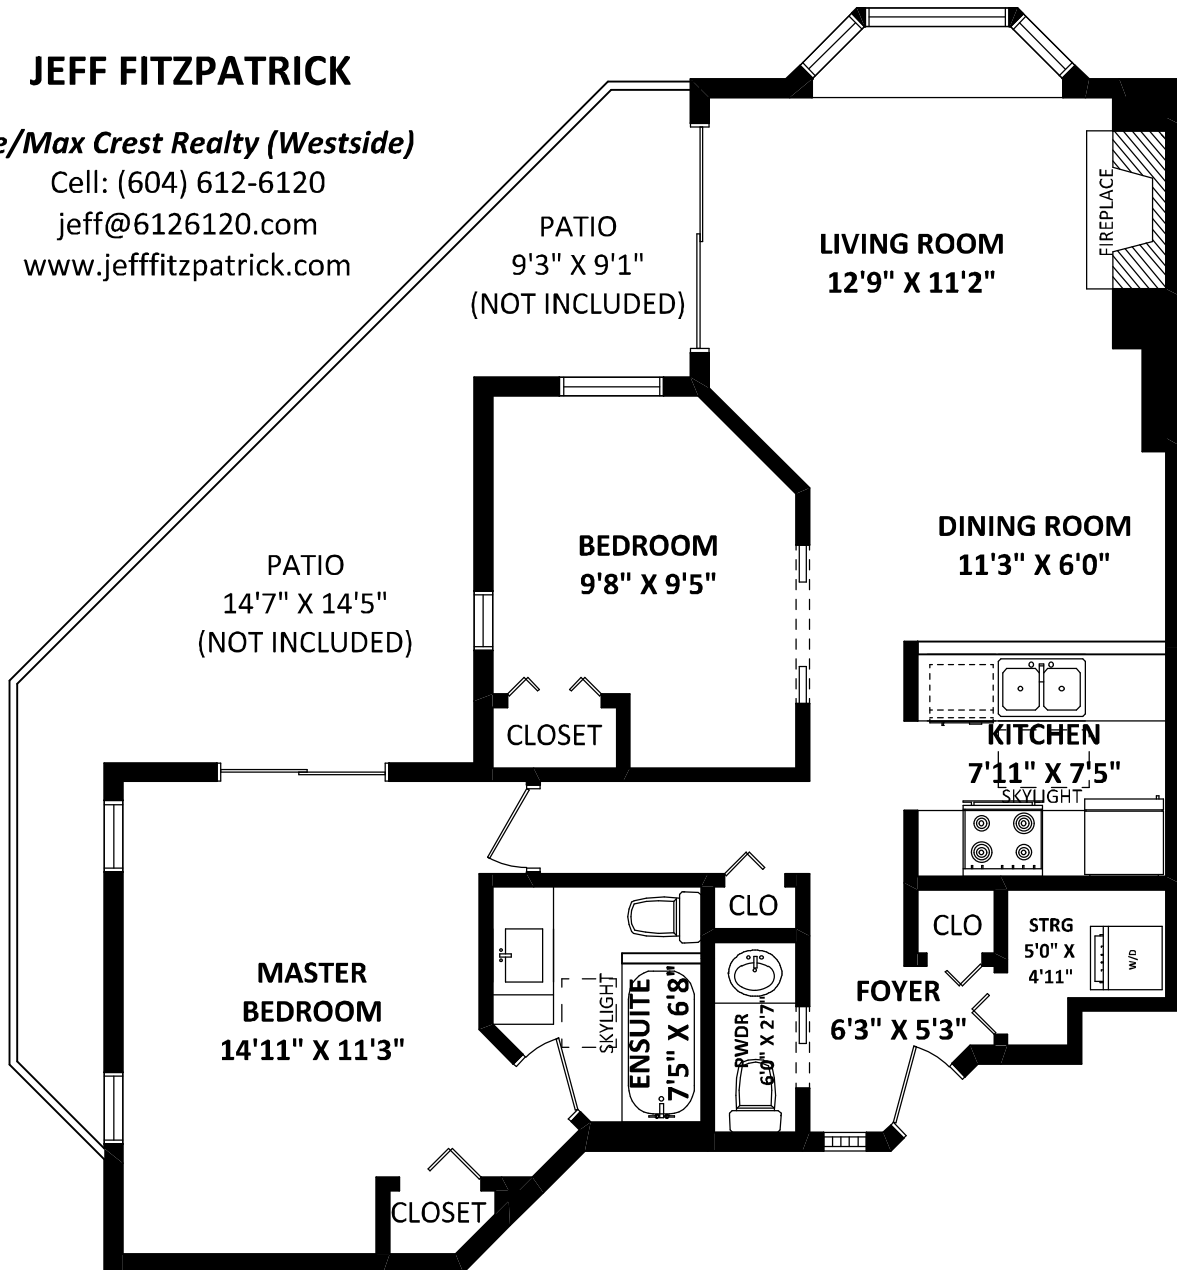 JEFF FITZPATRICK
e/Max Crest Realty (Westside)
Cell: (604) 612-6120
jeff@6126120.com
www.jefffitzpatrick.com
PATIO
9'3" X 9'1"
(NOT INCLUDED)
LIVING ROOM
12'9" X 11'2"
FIREPLACE
DINING ROOM
11'3" X 6'0"
BEDROOM
9'8" X 9'5"
PATIO
14'7" X 14'5"
(NOT INCLUDED)
CLOSET
KITCHEN
7'11" X 7'5"
SKYLIGHT
CLO
CLO
STRG
5'0" X
4'11"
W/D
MASTER
BEDROOM
14'11" X 11'3"
SKYLIGHT
ENSUITE
7'5" X 6'8"
PWDR
6'0" X 2'7"
FOYER
6'3" X 5'3"
CLOSET